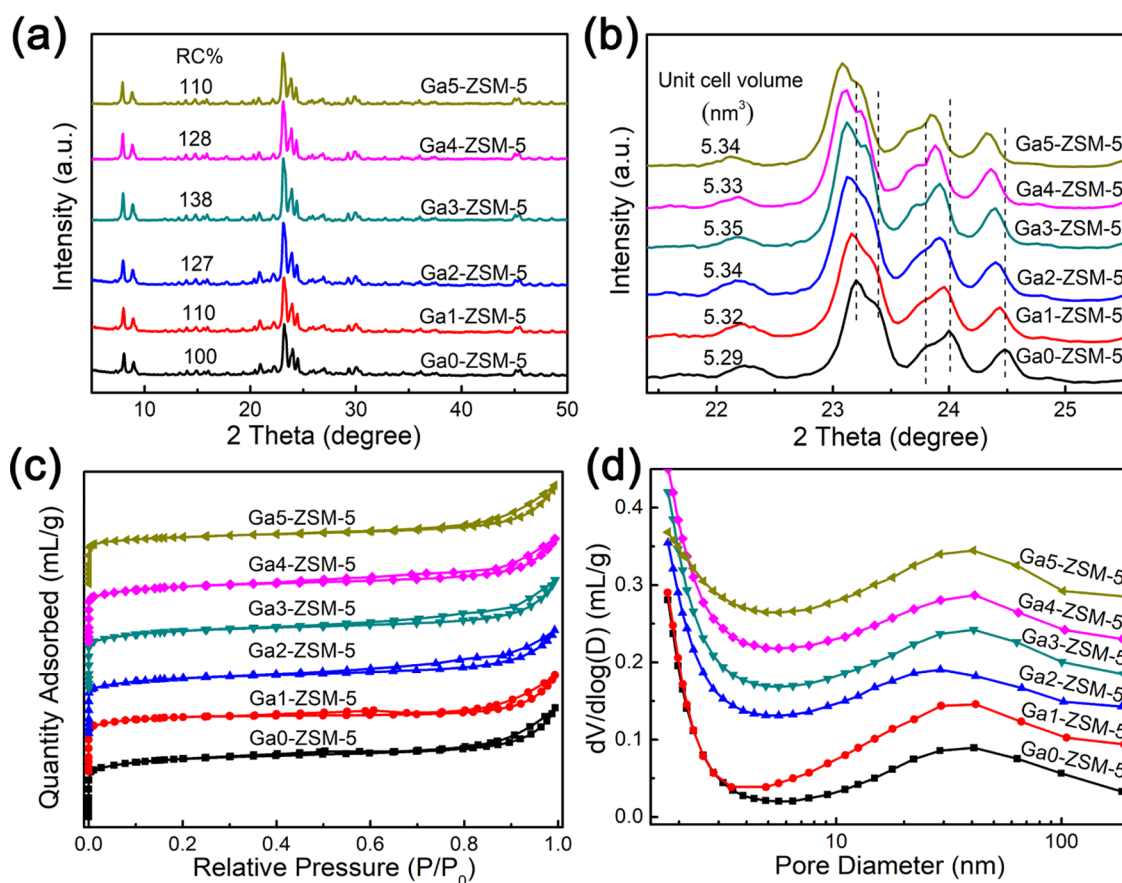 (a)
RC%
110
Ga5-ZSM-5
128
Ga4-ZSM-5
138
Ga3-ZSM-5
127
Ga2-ZSM-5
110
Ga1-ZSM-5
100
Ga0-ZSM-5
Intensity (a.u.)
10 20 30 40 50
2 Theta (degree)
(b)
Unit cell volume
(nm³)
5.34
Ga5-ZSM-5
5.33
Ga4-ZSM-5
5.35
Ga3-ZSM-5
5.34
Ga2-ZSM-5
5.32
Ga1-ZSM-5
5.29
Ga0-ZSM-5
Intensity (a.u.)
22 23 24 25
2 Theta (degree)
(c)
Ga5-ZSM-5
Ga4-ZSM-5
Ga3-ZSM-5
Ga2-ZSM-5
Ga1-ZSM-5
Ga0-ZSM-5
Quantity Adsorbed (mL/g)
0.0 0.2 0.4 0.6 0.8 1.0
Relative Pressure (P/P₀)
(d)
0.4
0.3
0.2
0.1
0.0
Ga5-ZSM-5
Ga4-ZSM-5
Ga3-ZSM-5
Ga2-ZSM-5
Ga1-ZSM-5
Ga0-ZSM-5
dV/dlog(D) (mL/g)
10 100
Pore Diameter (nm)